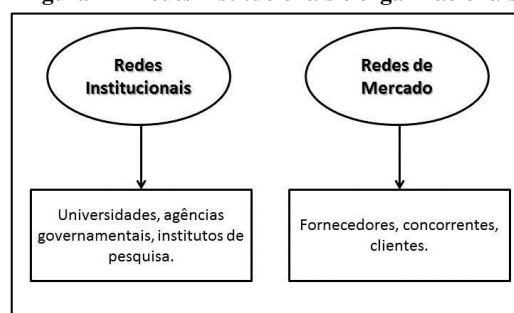 Redes
Institucionais
Redes de
Mercado
Universidades, agências
governamentais, institutos de
pesquisa.
Fornecedores, concorrentes,
clientes.